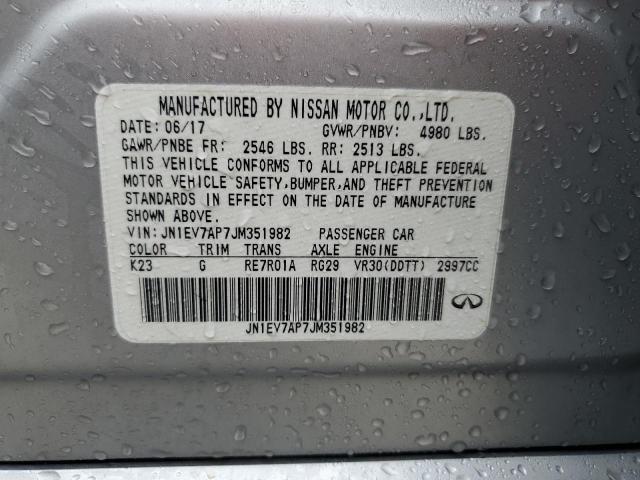 MANUFACTURED BY NISSAN MOTOR CO.,LTD.
DATE: 06/17 GVWR/PNBV: 4980 LBS.
GAWR/PNBE FR: 2546 LBS. RR: 2513 LBS.
THIS VEHICLE CONFORMS TO ALL APPLICABLE FEDERAL
MOTOR VEHICLE SAFETY,BUMPER,AND THEFT PREVENTION
STANDARDS IN EFFECT ON THE DATE OF MANUFACTURE
SHOWN ABOVE.
VIN: JN1EV7AP7JM351982 PASSENGER CAR
COLOR TRIM TRANS AXLE ENGINE
K23 G RE7R01A RG29 VR30(DDTT) 2997CC
JN1EV7AP7JM351982